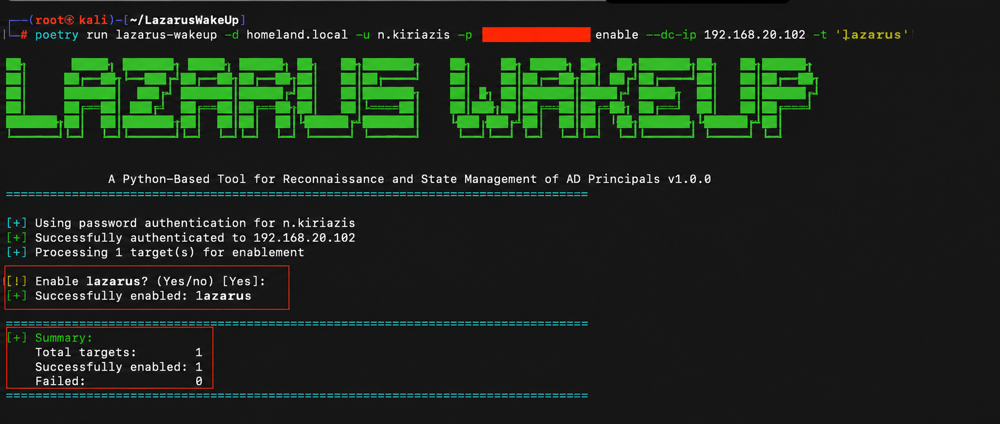 ┌──(root㉿ kali)-[~/LazarusWakeUp]
└─# poetry run lazarus-wakeup -d homeland.local -u n.kiriazis -p enable --dc-ip 192.168.20.102 -t 'lazarus'
LAZARUS WAKEUP
A Python-Based Tool for Reconnaissance and State Management of AD Principals v1.0.0
================================================================================
[+] Using password authentication for n.kiriazis
[+] Successfully authenticated to 192.168.20.102
[+] Processing 1 target(s) for enablement
[!] Enable lazarus? (Yes/no) [Yes]:
[+] Successfully enabled: 1azarus
================================================================================
[+] Summary:
Total targets: 1
Successfully enabled: 1
Failed: 0
================================================================================